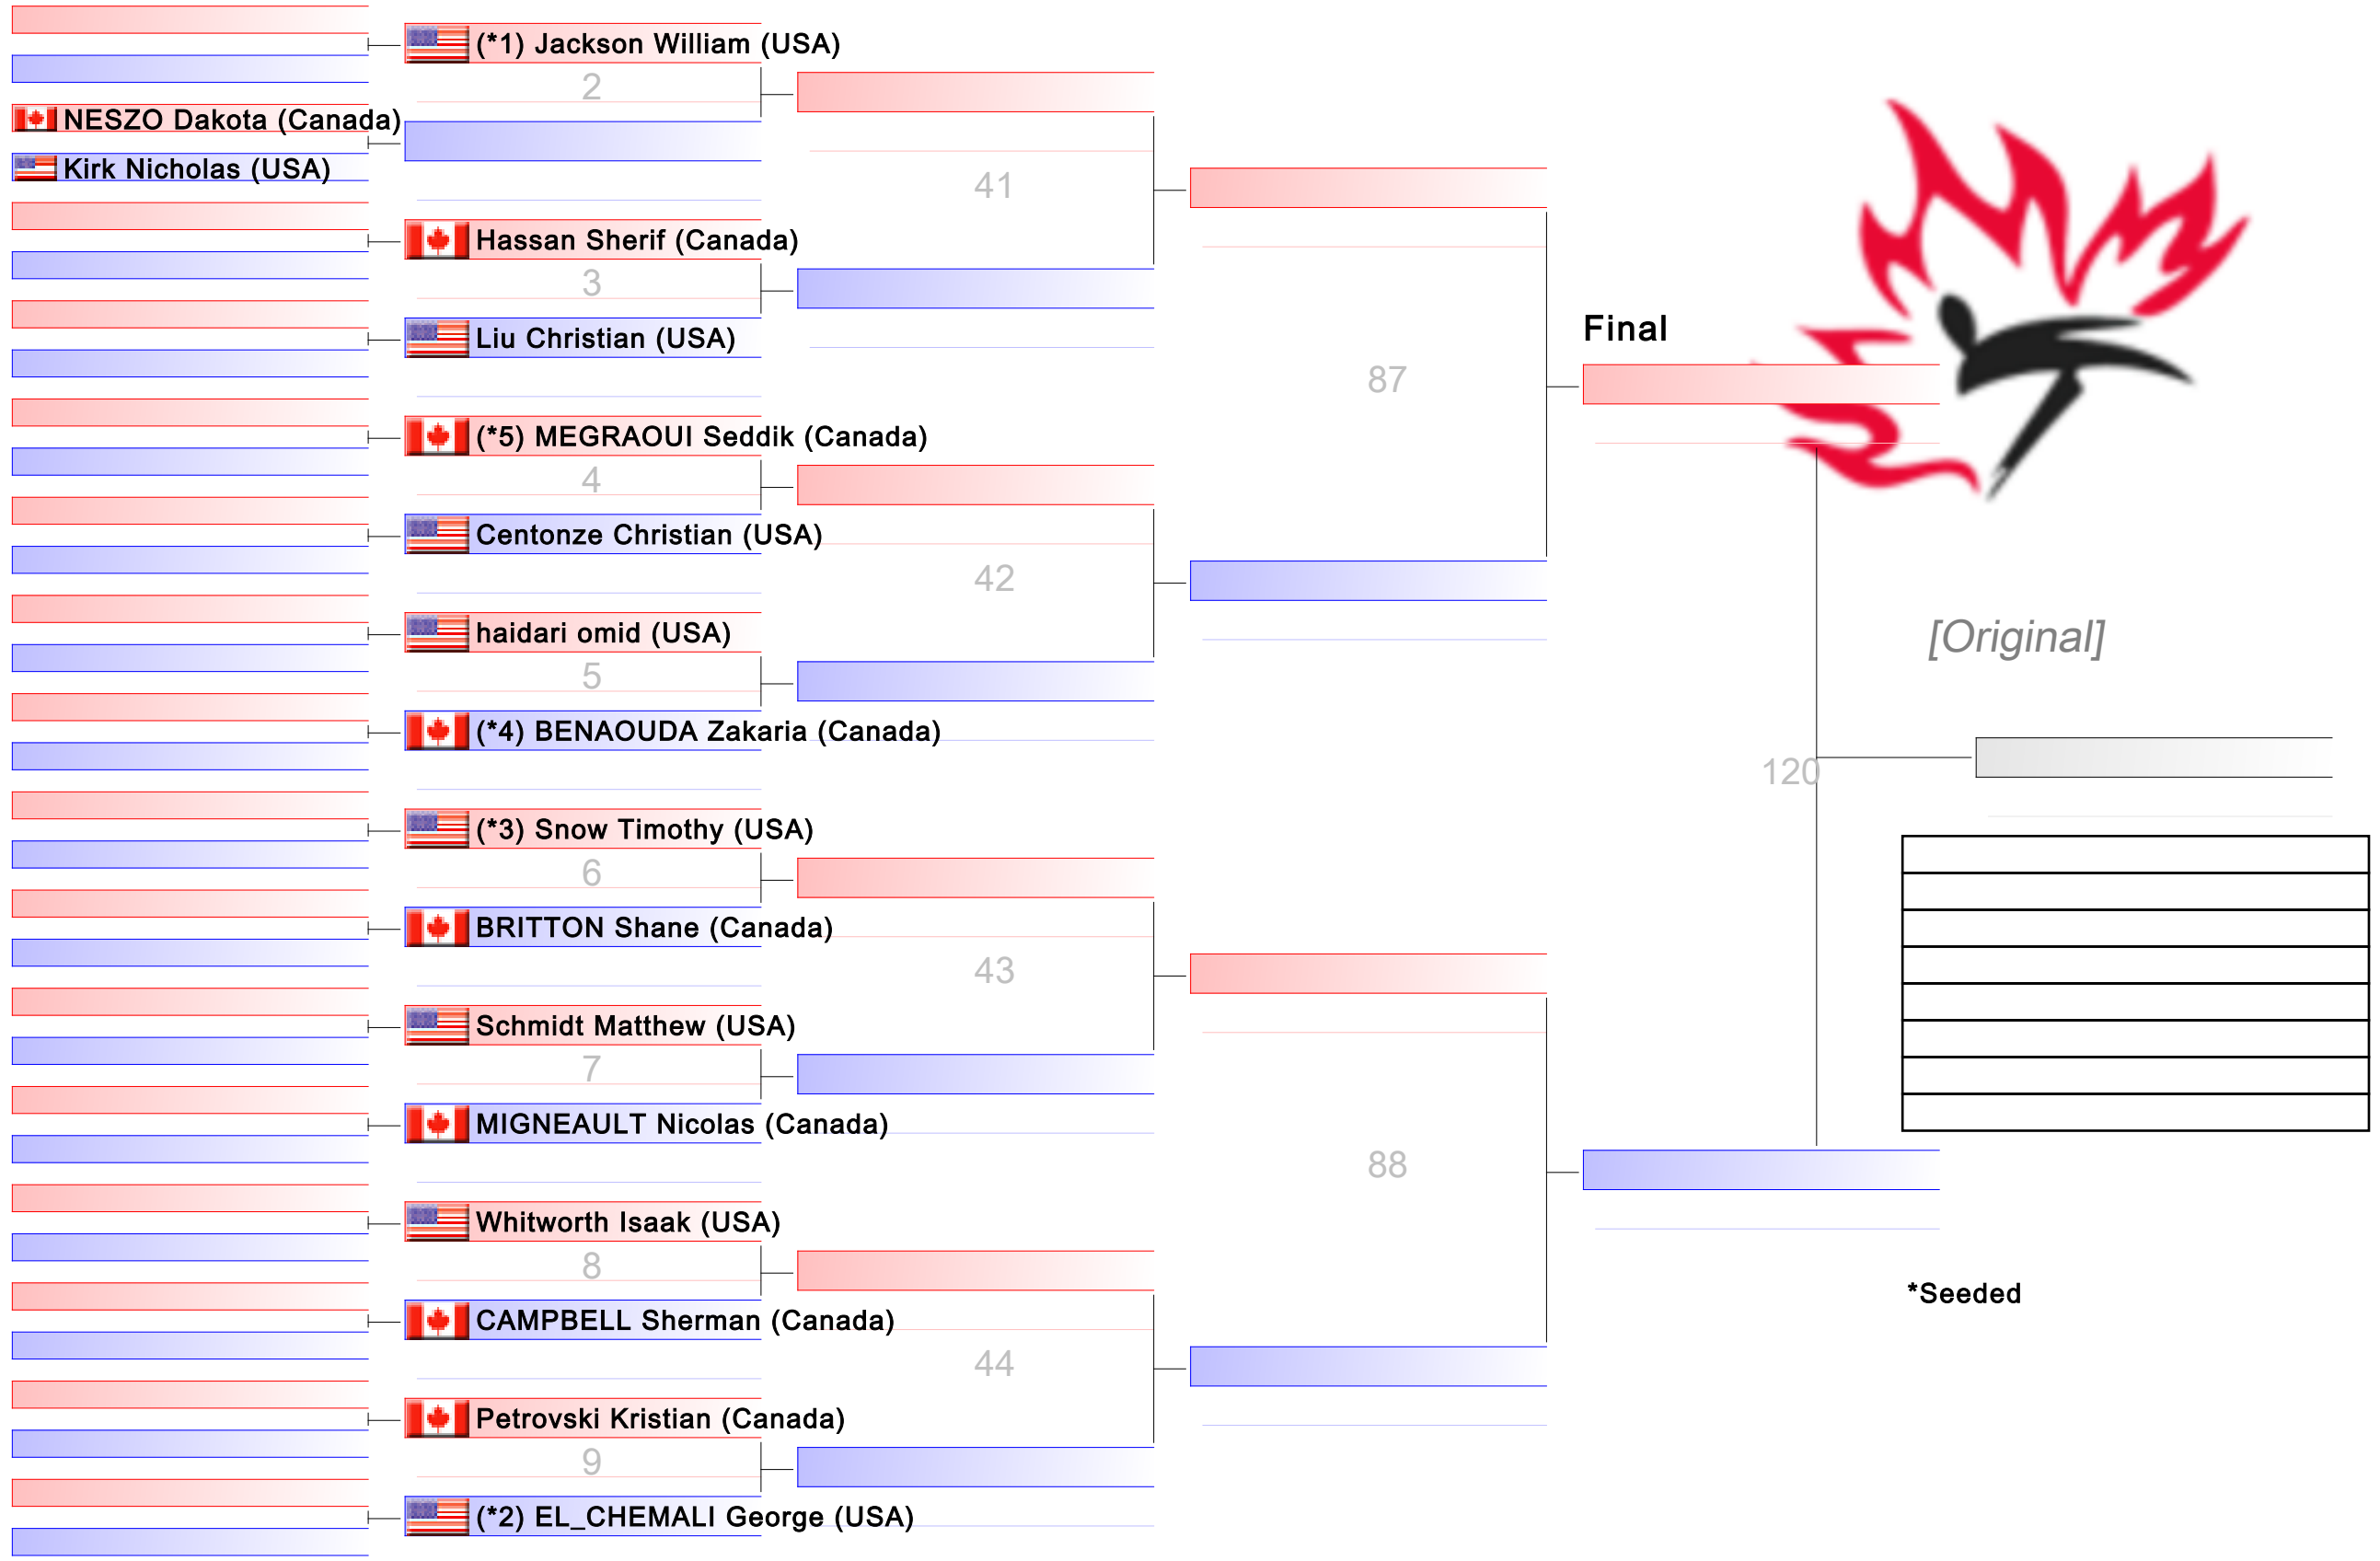 (*1) Jackson William (USA)
2
NESZO Dakota (Canada)
Kirk Nicholas (USA)
41
Hassan Sherif (Canada)
3
Liu Christian (USA)
Final
87
(*5) MEGRAOUI Seddik (Canada)
4
Centonze Christian (USA)
42
haidari omid (USA)
[Original]
5
(*4) BENAOUDA Zakaria (Canada)
120
(*3) Snow Timothy (USA)
6
BRITTON Shane (Canada)
43
Schmidt Matthew (USA)
7
MIGNEAULT Nicolas (Canada)
88
Whitworth Isaak (USA)
8
*Seeded
CAMPBELL Sherman (Canada)
44
Petrovski Kristian (Canada)
9
(*2) EL_CHEMALI George (USA)